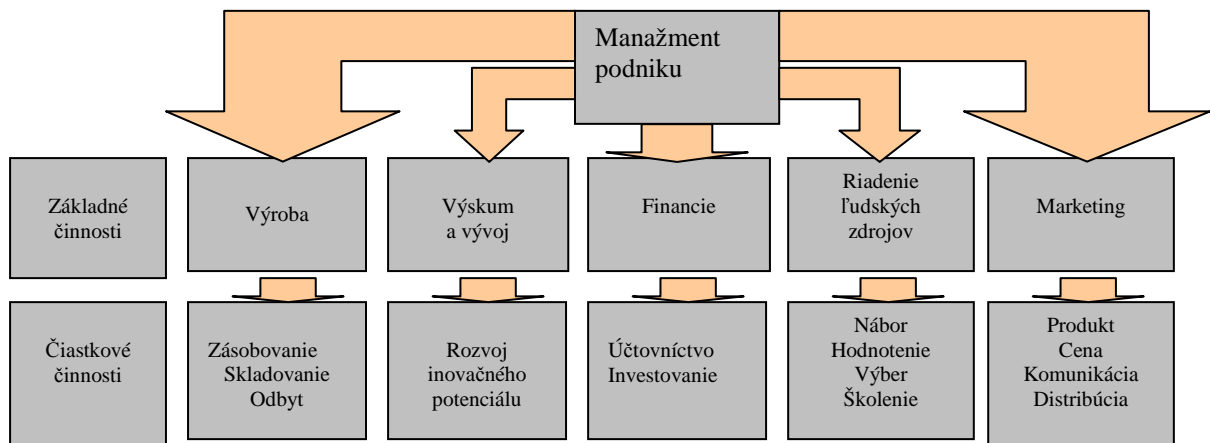 Manažment
podniku
Základné
činnosti
Výroba
Výskum
a vývoj
Financie
Riadenie
ľudských
zdrojov
Marketing
Čiastkové
činnosti
Zásobovanie
Skladovanie
Odbyt
Rozvoj
inovačného
potenciálu
Účtovníctvo
Investovanie
Nábor
Hodnotenie
Výber
Školenie
Produkt
Cena
Komunikácia
Distribúcia